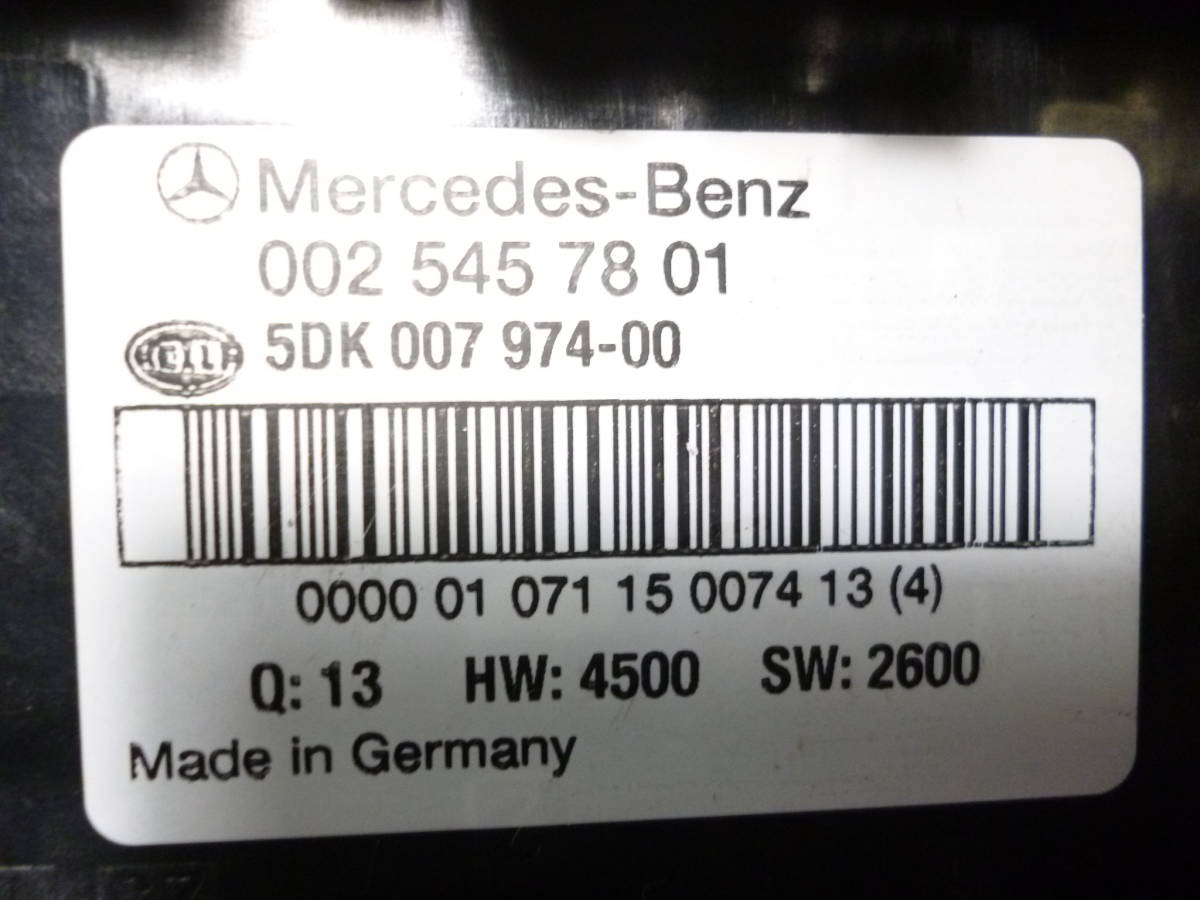 Mercedes-Benz
002 545 78 01
HELLA 5DK 007 974-00
0000 01 071 15 0074 13 (4)
Q: 13 HW: 4500 SW: 2600
Made in Germany